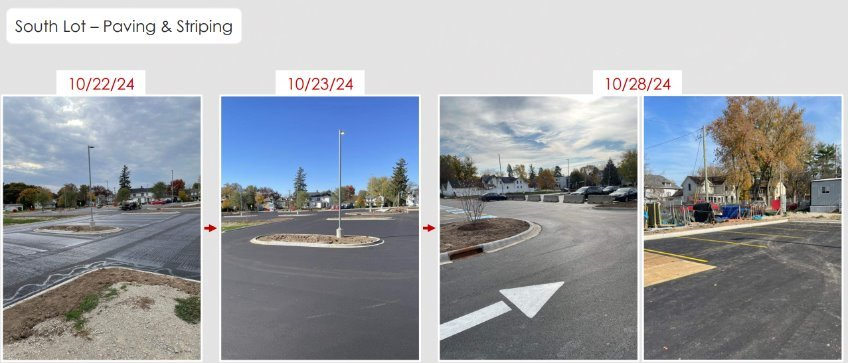 South Lot – Paving & Striping
10/22/24
10/23/24
10/28/24